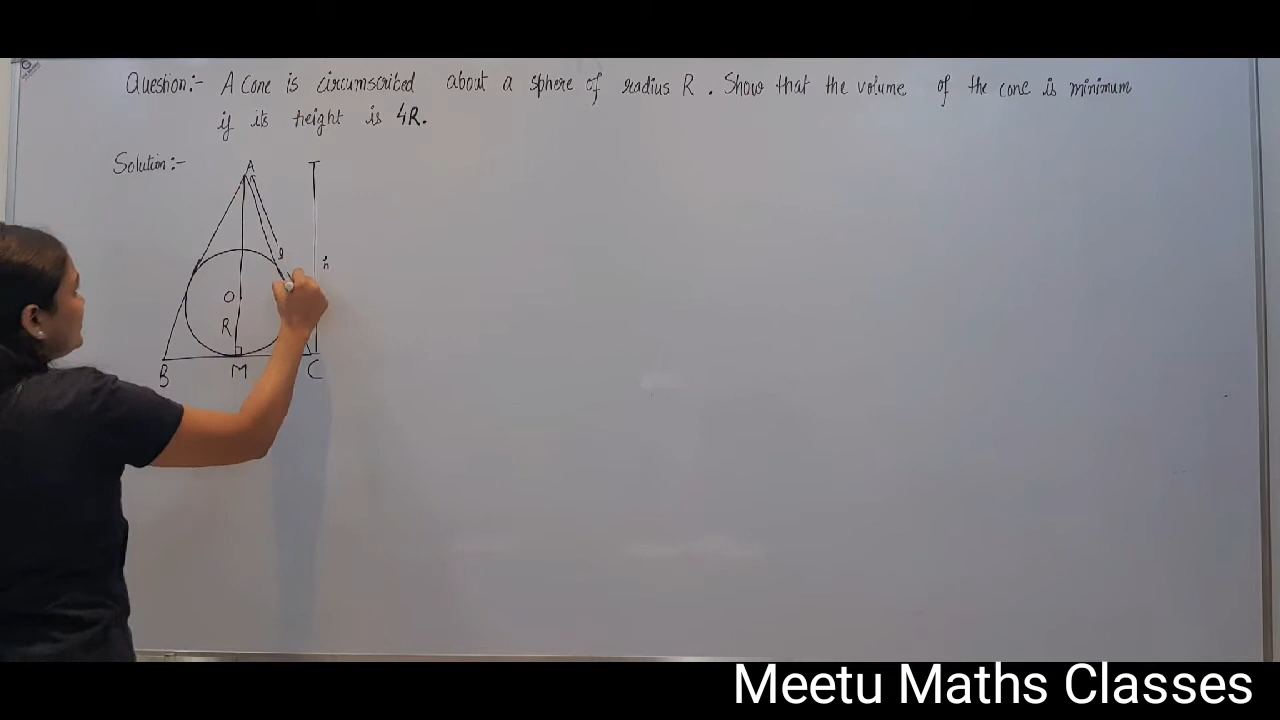 Question:- A Cone is circumscribed about a sphere of radius R. Show that the volume of the cone is minimum
if its height is 4R.
Solution:-
A
l
h
O
R
B M C
Meetu Maths Classes